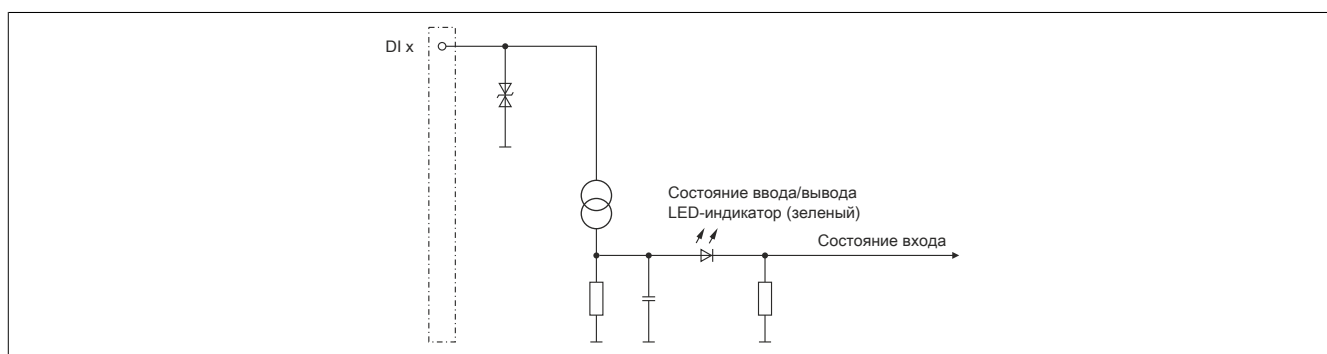 DI x
Состояние ввода/вывода
LED-индикатор (зеленый)
Состояние входа